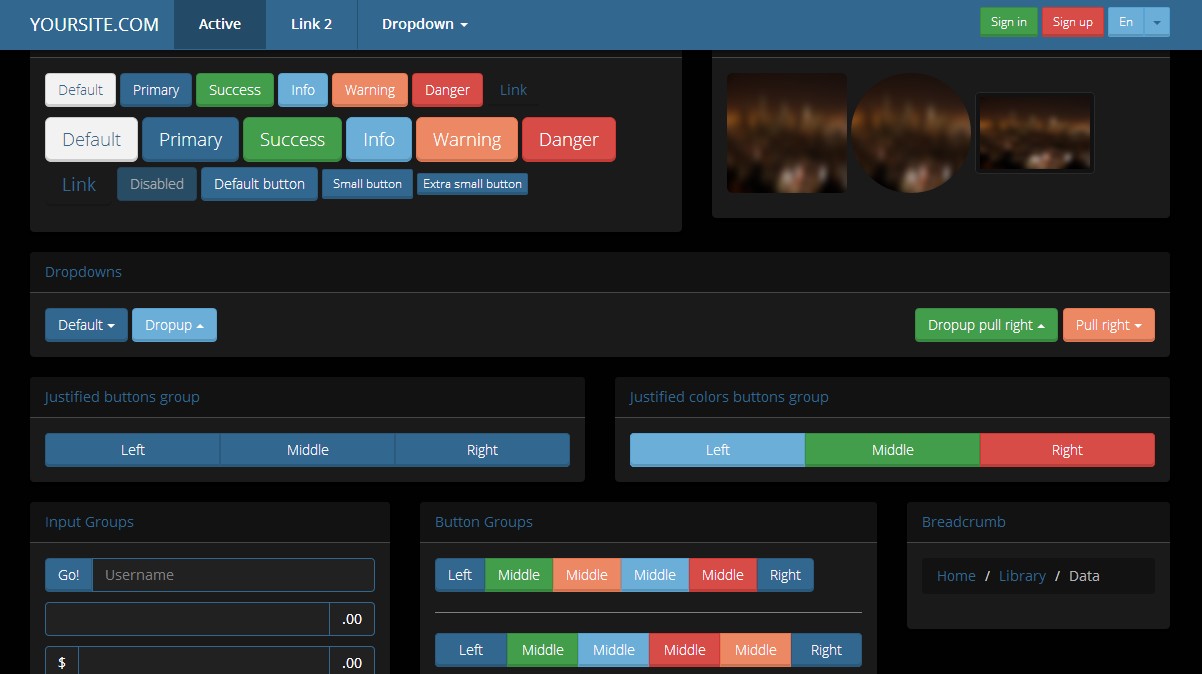 YOURSITE.COM Active Link 2 Dropdown Sign in Sign up En
Default Primary Success Info Warning Danger Link
Default Primary Success Info Warning Danger
Link Disabled Default button Small button Extra small button
Dropdowns
Default Dropup Dropup pull right Pull right
Justified buttons group
Left Middle Right
Justified colors buttons group
Left Middle Right
Input Groups
Go! Username
.00
$ .00
Button Groups
Left Middle Middle Middle Middle Right
Left Middle Middle Middle Middle Right
Breadcrumb
Home / Library / Data